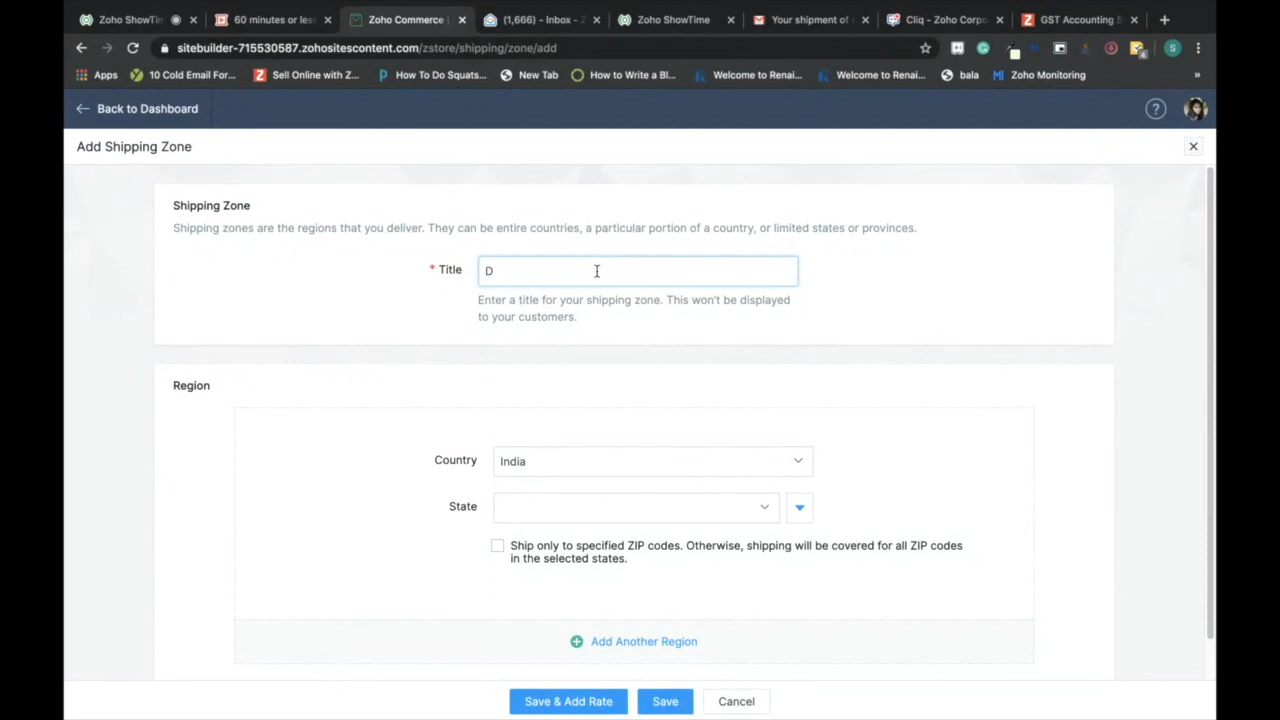 Zoho ShowTim
60 minutes or les
Zoho Commerce
(1,666) - Inbox - Z
Zoho ShowTime
Your shipment of
Cliq - Zoho Corpo
GST Accounting S
sitebuilder-715530587.zohositescontent.com/zstore/shipping/zone/add
Apps
10 Cold Email For...
Sell Online with Z...
How To Do Squats...
New Tab
How to Write a Bl...
Welcome to Renai...
Welcome to Renai...
bala
Zoho Monitoring
»
Back to Dashboard
Add Shipping Zone
Shipping Zone
Shipping zones are the regions that you deliver. They can be entire countries, a particular portion of a country, or limited states or provinces.
* Title
D
Enter a title for your shipping zone. This won't be displayed
to your customers.
Region
Country
India
State
Ship only to specified ZIP codes. Otherwise, shipping will be covered for all ZIP codes
in the selected states.
Add Another Region
Save & Add Rate
Save
Cancel